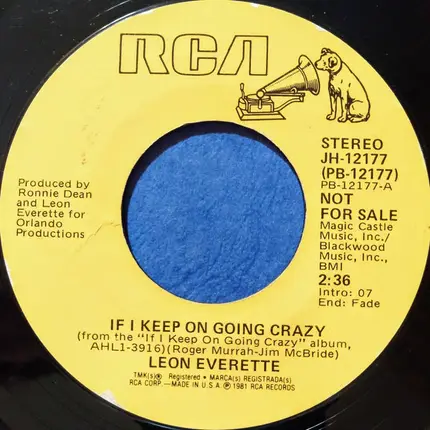 RCA
STEREO
JH-12177
(PB-12177)
PB-12177-A
NOT
FOR SALE
Magic Castle
Music, Inc./
Blackwood
Music, Inc.,
BMI
2:36
Intro: 07
End: Fade
Produced by
Ronnie Dean
and Leon
Everette for
Orlando
Productions
IF I KEEP ON GOING CRAZY
(from the "If I Keep On Going Crazy" album,
AHL1-3916)(Roger Murrah-Jim McBride)
LEON EVERETTE
TMK(s)® Registered • MARCA(s) REGISTRADA(s)
RCA CORP.—MADE IN U.S.A. ℗ 1981 RCA RECORDS